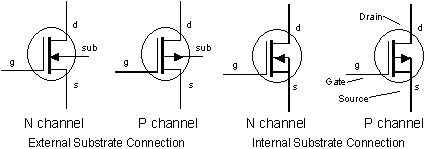 d
g
sub
s
N channel
d
g
sub
s
P channel
External Substrate Connection
d
g
s
N channel
Drain
d
g
Gate
Source
s
P channel
Internal Substrate Connection